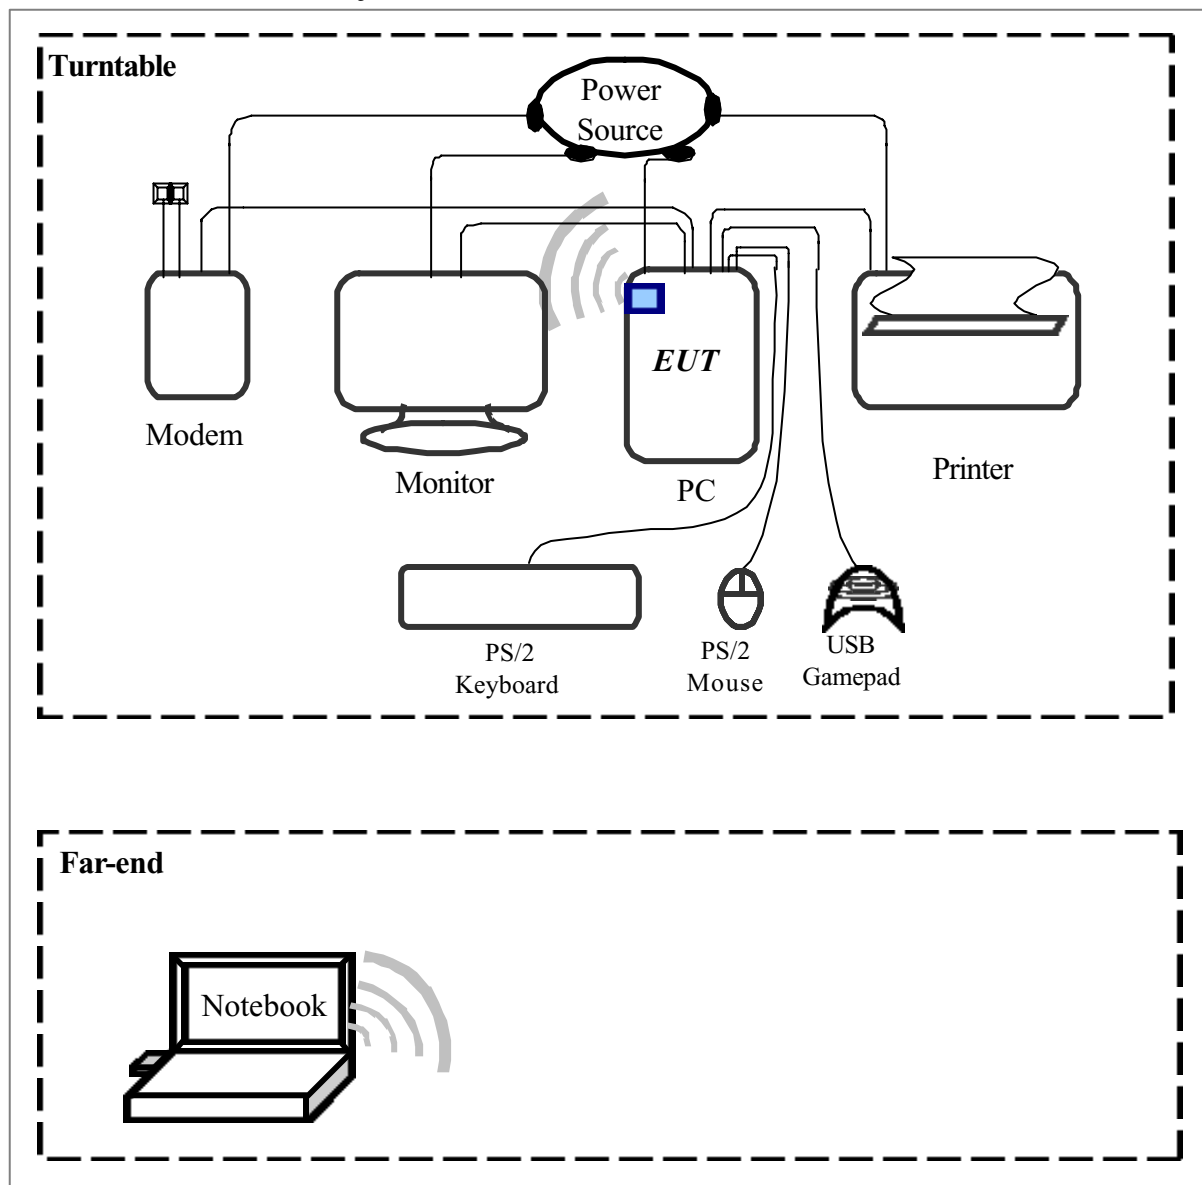 Turntable
Power
Source
EUT
Modem
Monitor
PC
Printer
PS/2
Keyboard
PS/2
Mouse
USB
Gamepad
Far-end
Notebook